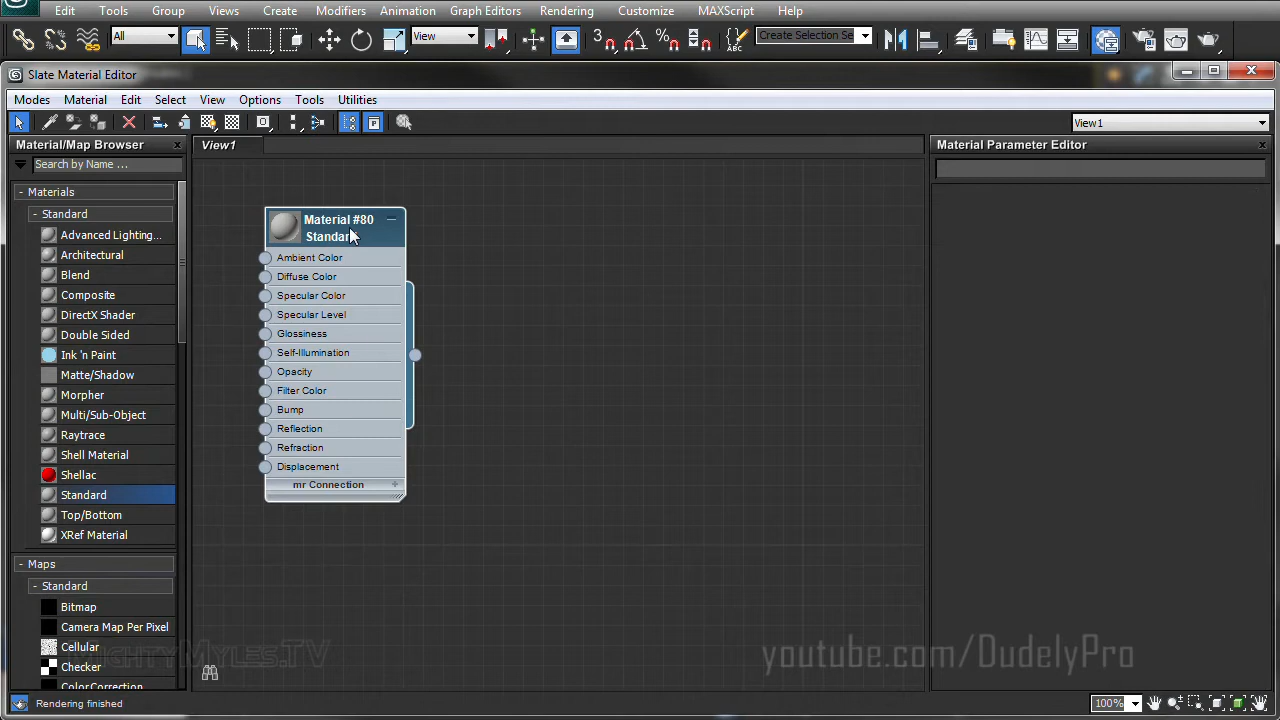 Edit Tools Group Views Create Modifiers Animation Graph Editors Rendering Customize MAXScript Help
All View 3 Create Selection Se
Slate Material Editor
Modes Material Edit Select View Options Tools Utilities
View1
Material/Map Browser
View1
Material Parameter Editor
Search by Name ...
- Materials
- Standard
Advanced Lighting...
Architectural
Blend
Composite
DirectX Shader
Double Sided
Ink 'n Paint
Matte/Shadow
Morpher
Multi/Sub-Object
Raytrace
Shell Material
Shellac
Standard
Top/Bottom
XRef Material
- Maps
- Standard
Bitmap
Camera Map Per Pixel
Cellular
Checker
ColorCorrection
Material #80
Standard
Ambient Color
Diffuse Color
Specular Color
Specular Level
Glossiness
Self-Illumination
Opacity
Filter Color
Bump
Reflection
Refraction
Displacement
mr Connection +
MightyMyles.TV
youtube.com/DudelyPro
Rendering finished
100%